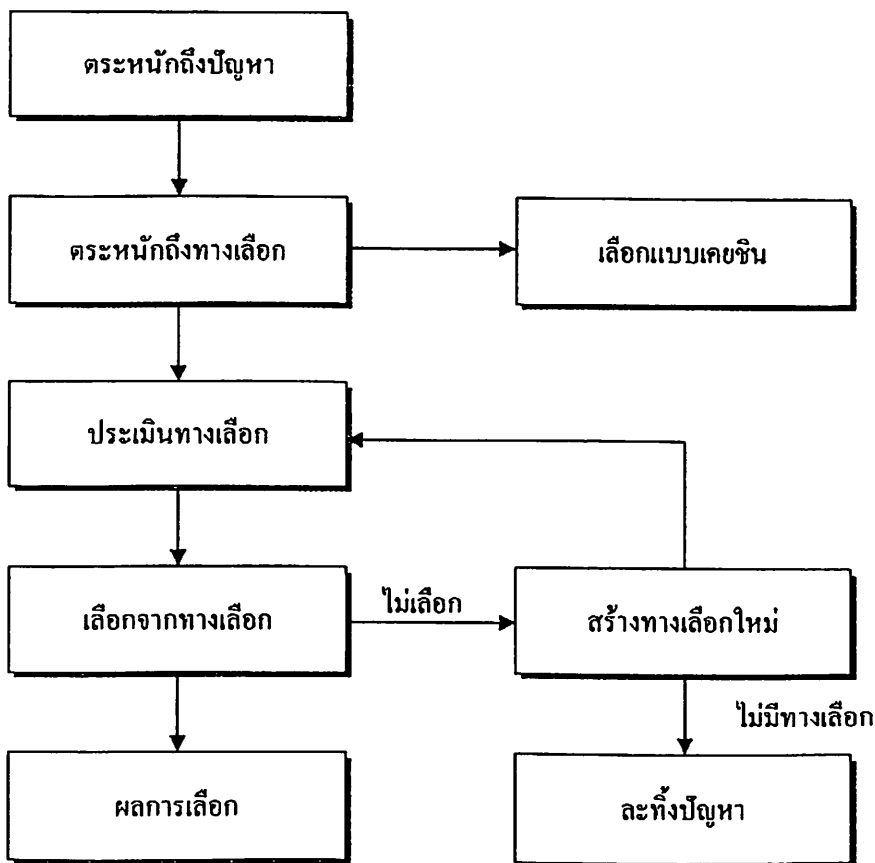 ตระหนักถึงปัญหา
ตระหนักถึงทางเลือก
เลือกแบบเคยชิน
ประเมินทางเลือก
เลือกจากทางเลือก
ไม่เลือก
สร้างทางเลือกใหม่
ไม่มีทางเลือก
ผลการเลือก
ละทิ้งปัญหา